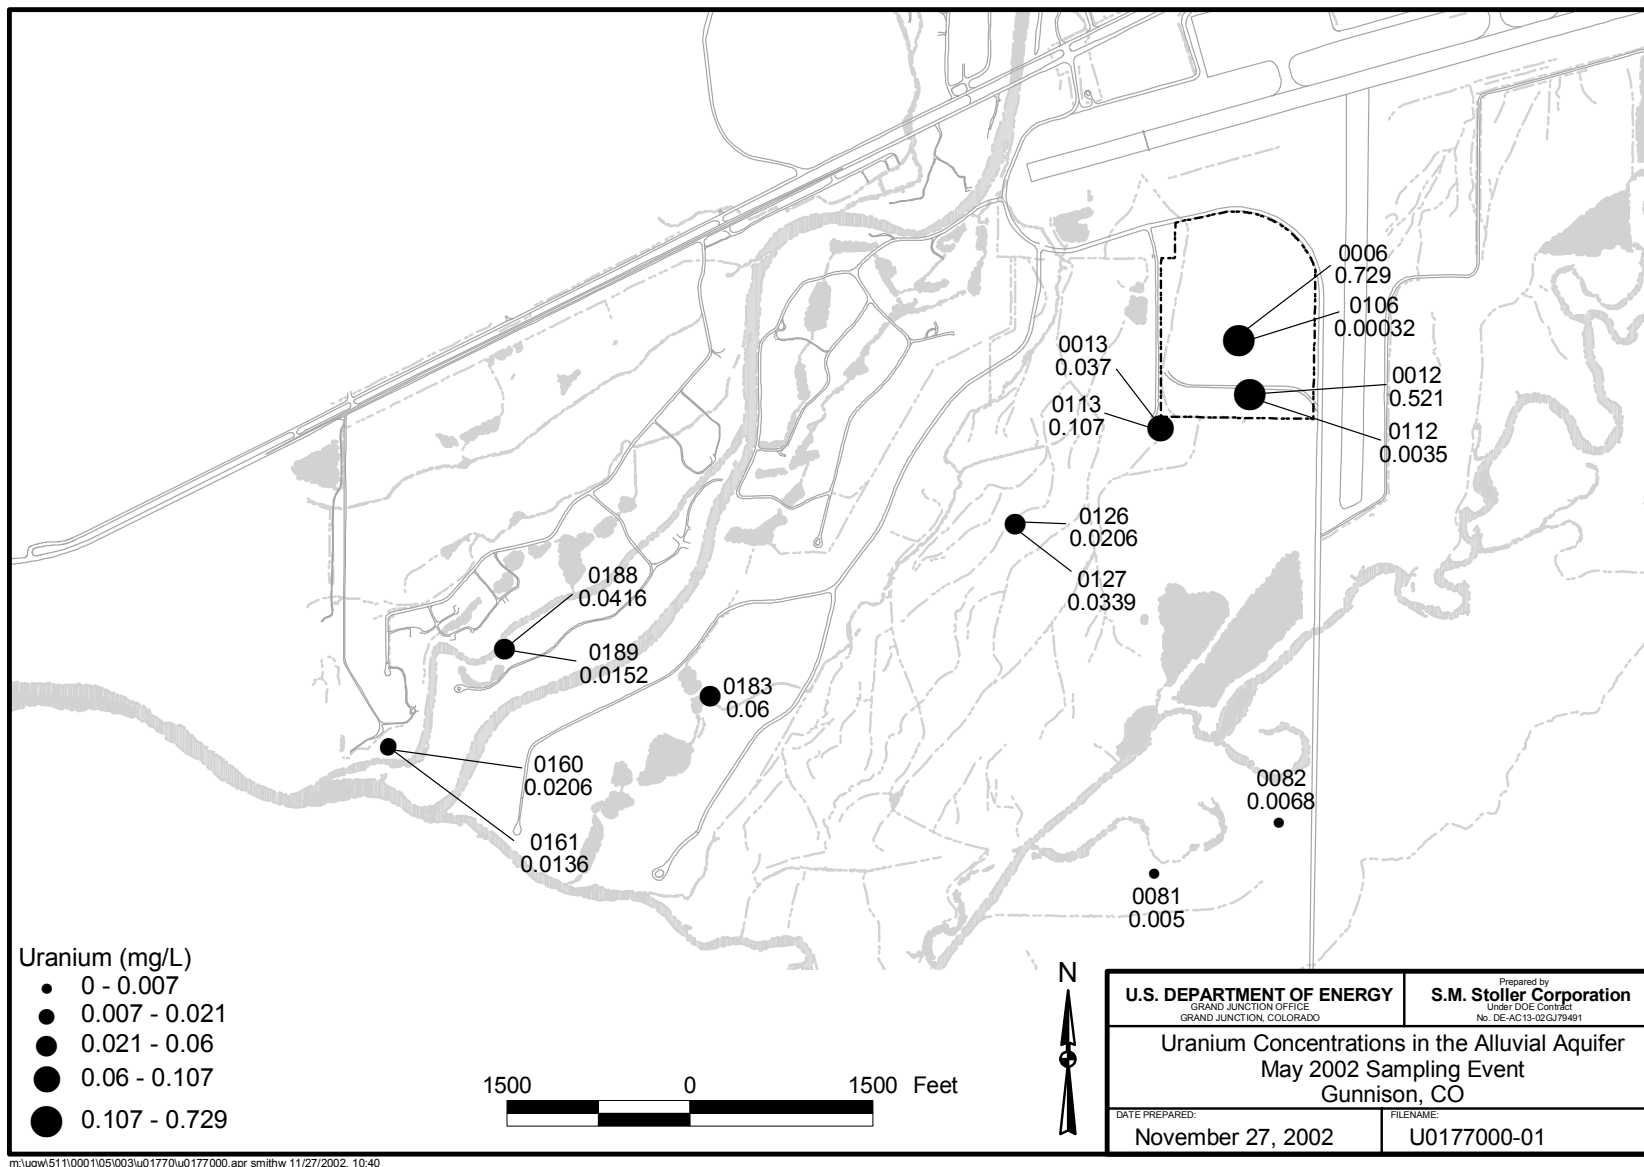 0006
0.729
0106
0.00032
0013
0.037
0012
0.521
0113
0.107
0112
0.0035
0126
0.0206
0127
0.0339
0188
0.0416
0189
0.0152
0183
0.06
0160
0.0206
0082
0.0068
0161
0.0136
0081
0.005
Uranium (mg/L)
0 - 0.007
0.007 - 0.021
0.021 - 0.06
0.06 - 0.107
0.107 - 0.729
1500 0 1500 Feet
N
U.S. DEPARTMENT OF ENERGY
GRAND JUNCTION OFFICE
GRAND JUNCTION, COLORADO
Prepared by
S.M. Stoller Corporation
Under DOE Contract
No. DE-AC13-02GJ79491
Uranium Concentrations in the Alluvial Aquifer
May 2002 Sampling Event
Gunnison, CO
DATE PREPARED:
November 27, 2002
FILENAME:
U0177000-01
m:\ugw\511\0001\05\003\u01770\u0177000.apr smithw 11/27/2002, 10:40